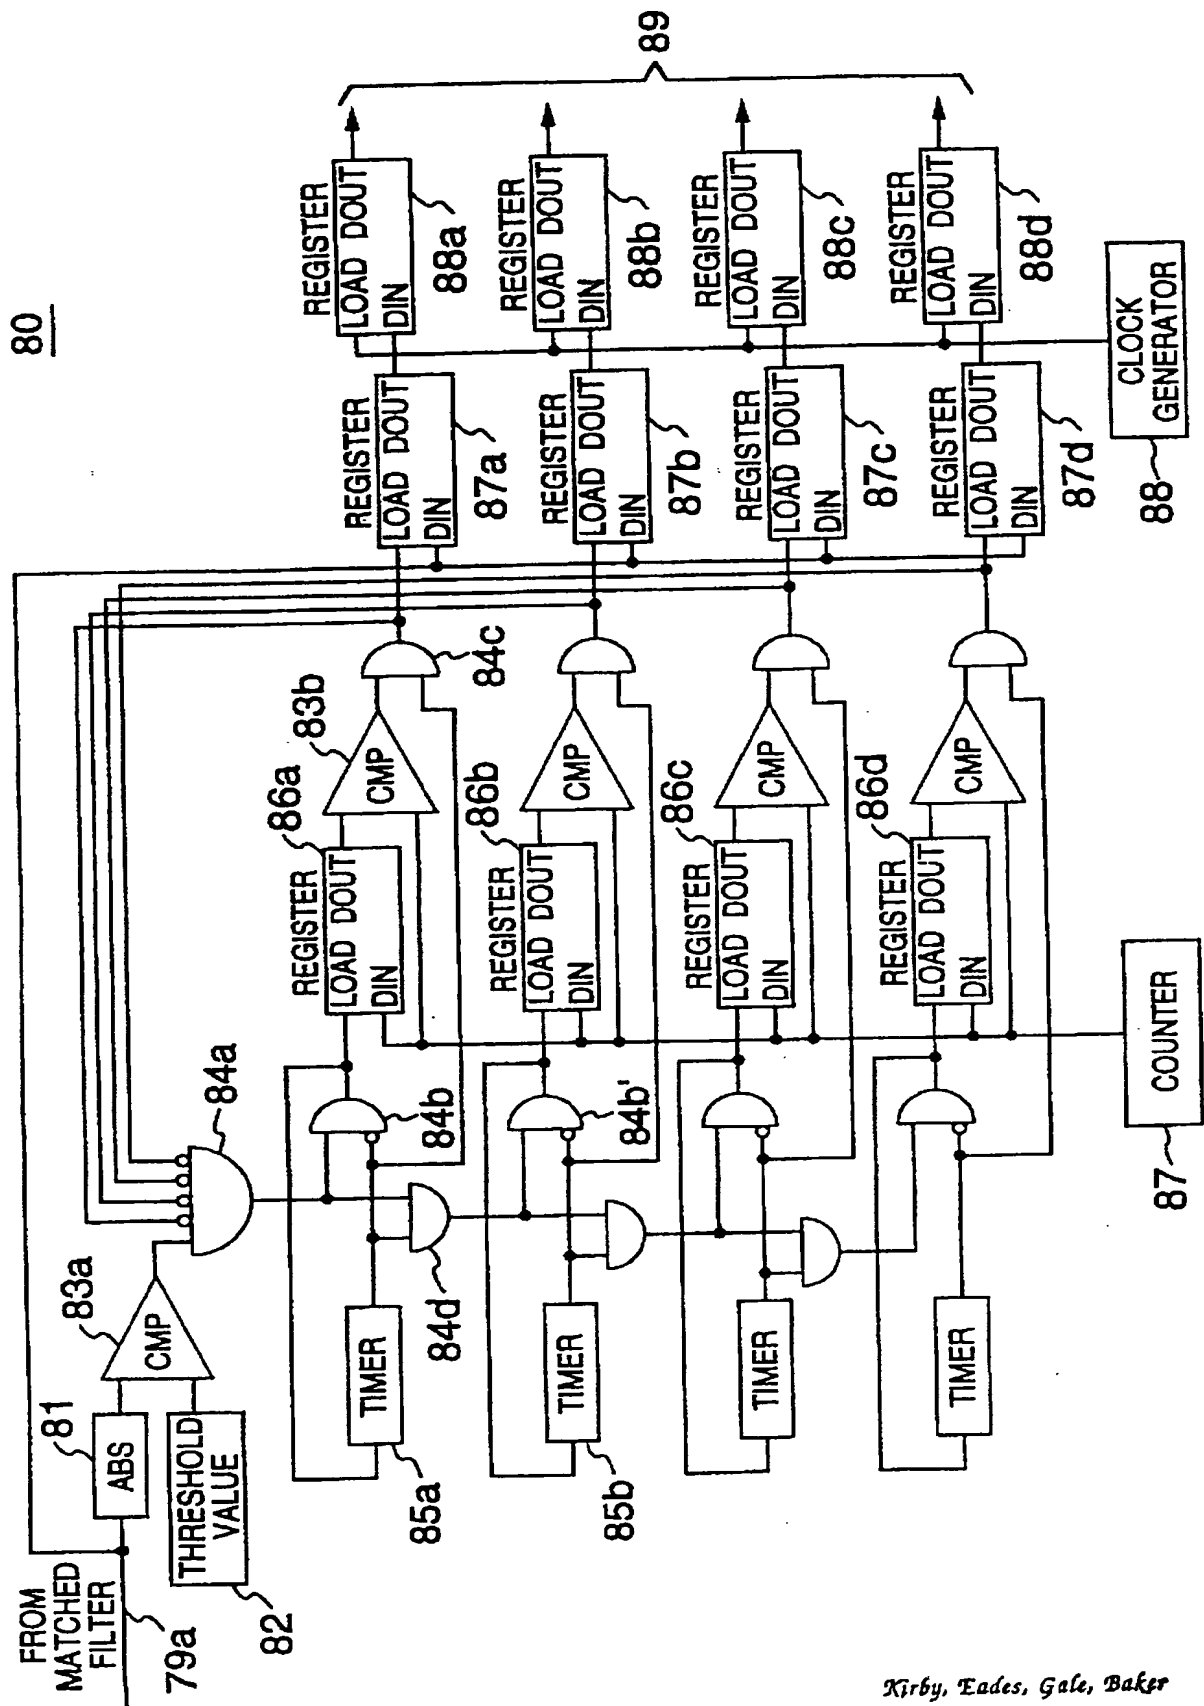 80
FROM
MATCHED
FILTER
79a
81
ABS
THRESHOLD
VALUE
82
83a
CMP
84a
TIMER
85a
84d
84b
REGISTER
LOAD DOUT
DIN
86a
CMP
83b
84c
REGISTER
LOAD DOUT
DIN
87a
REGISTER
LOAD DOUT
DIN
88a
TIMER
85b
84b'
REGISTER
LOAD DOUT
DIN
86b
CMP
REGISTER
LOAD DOUT
DIN
87b
REGISTER
LOAD DOUT
DIN
88b
TIMER
REGISTER
LOAD DOUT
DIN
86c
CMP
REGISTER
LOAD DOUT
DIN
87c
REGISTER
LOAD DOUT
DIN
88c
TIMER
REGISTER
LOAD DOUT
DIN
86d
CMP
REGISTER
LOAD DOUT
DIN
87d
REGISTER
LOAD DOUT
DIN
88d
89
COUNTER
87
CLOCK
GENERATOR
88
Kirby, Eades, Gale, Baker